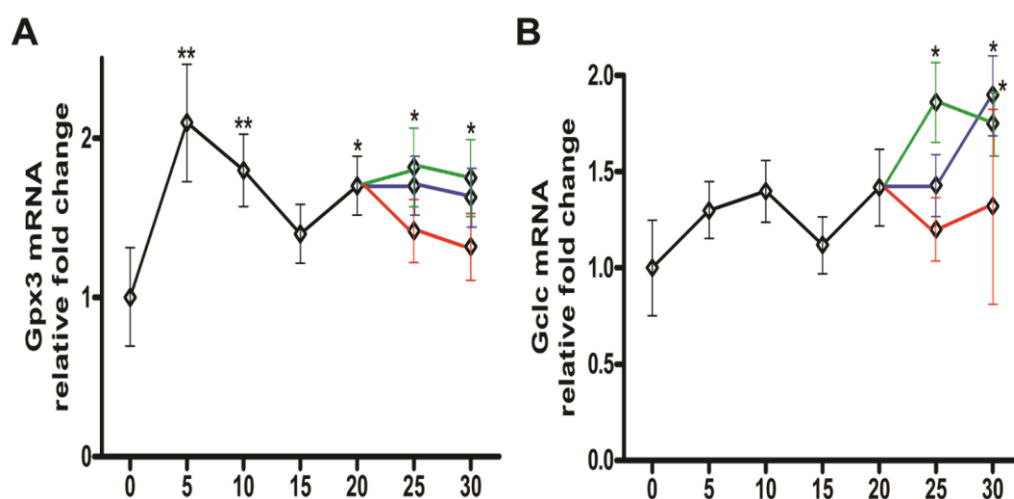 A
Gpx3 mRNA
relative fold change
2
1
0
** ** * * *
0 5 10 15 20 25 30
B
Gclc mRNA
relative fold change
2.0
1.5
1.0
0.5
0.0
* * *
0 5 10 15 20 25 30